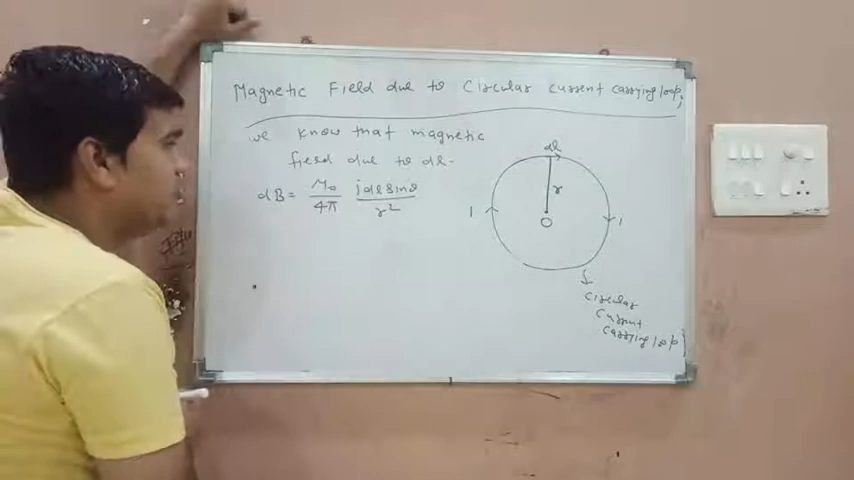 Magnetic Field due to Circular current carrying loop;
we know that magnetic
field due to dl-
dB = μ₀/4π idl sinθ/r²
dl
r
O
I
I
Circular
Current
carrying loop